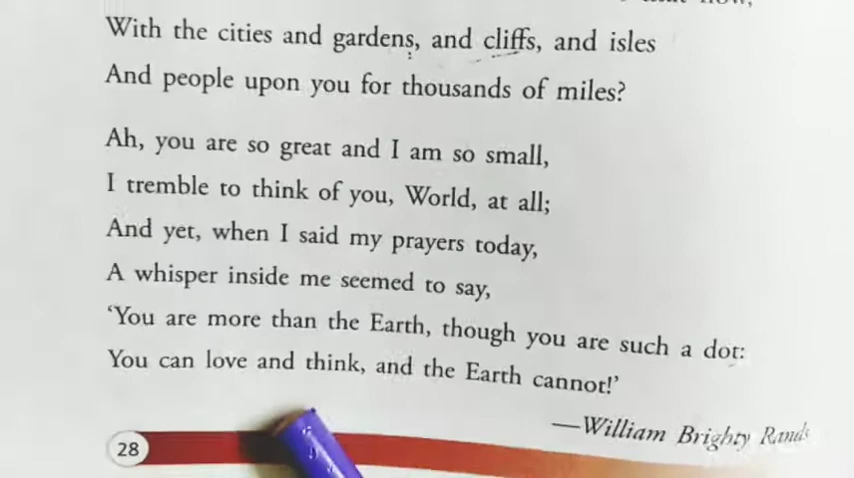 With the cities and gardens, and cliffs, and isles
And people upon you for thousands of miles?
Ah, you are so great and I am so small,
I tremble to think of you, World, at all;
And yet, when I said my prayers today,
A whisper inside me seemed to say,
‘You are more than the Earth, though you are such a dot:
You can love and think, and the Earth cannot!’
—William Brighty Rands
28